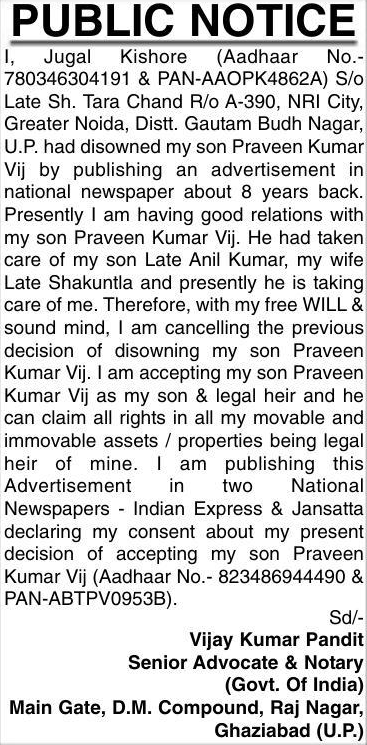 PUBLIC NOTICE
I, Jugal Kishore (Aadhaar No.-
780346304191 & PAN-AAOPK4862A) S/o
Late Sh. Tara Chand R/o A-390, NRI City,
Greater Noida, Distt. Gautam Budh Nagar,
U.P. had disowned my son Praveen Kumar
Vij by publishing an advertisement in
national newspaper about 8 years back.
Presently I am having good relations with
my son Praveen Kumar Vij. He had taken
care of my son Late Anil Kumar, my wife
Late Shakuntla and presently he is taking
care of me. Therefore, with my free WILL &
sound mind, I am cancelling the previous
decision of disowning my son Praveen
Kumar Vij. I am accepting my son Praveen
Kumar Vij as my son & legal heir and he
can claim all rights in all my movable and
immovable assets / properties being legal
heir of mine. I am publishing this
Advertisement in two National
Newspapers - Indian Express & Jansatta
declaring my consent about my present
decision of accepting my son Praveen
Kumar Vij (Aadhaar No.- 823486944490 &
PAN-ABTPV0953B).
Sd/-
Vijay Kumar Pandit
Senior Advocate & Notary
(Govt. Of India)
Main Gate, D.M. Compound, Raj Nagar,
Ghaziabad (U.P.)